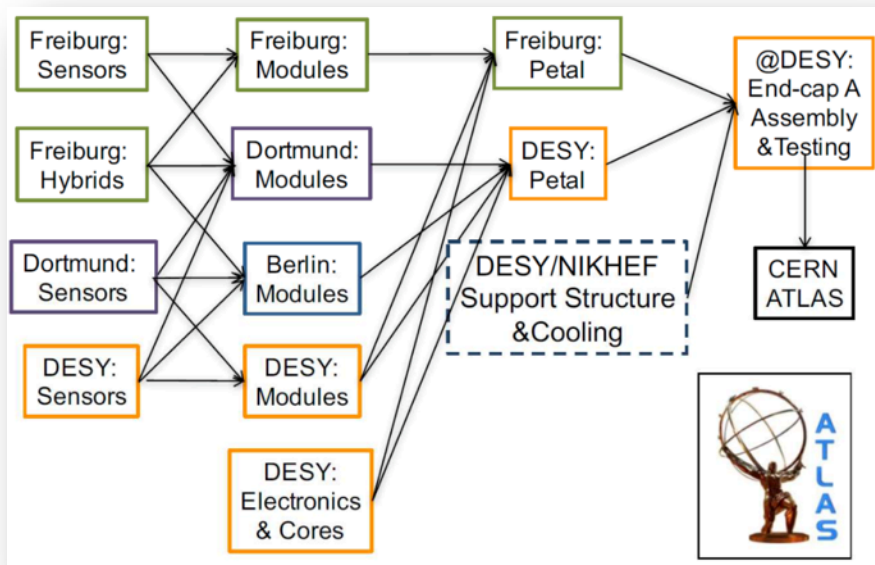 Freiburg:
Sensors
Freiburg:
Modules
Freiburg:
Petal
@DESY:
End-cap A
Assembly
&Testing
Freiburg:
Hybrids
Dortmund:
Modules
DESY:
Petal
Dortmund:
Sensors
Berlin:
Modules
DESY/NIKHEF
Support Structure
&Cooling
CERN
ATLAS
DESY:
Sensors
DESY:
Modules
DESY:
Electronics
& Cores
ATLAS